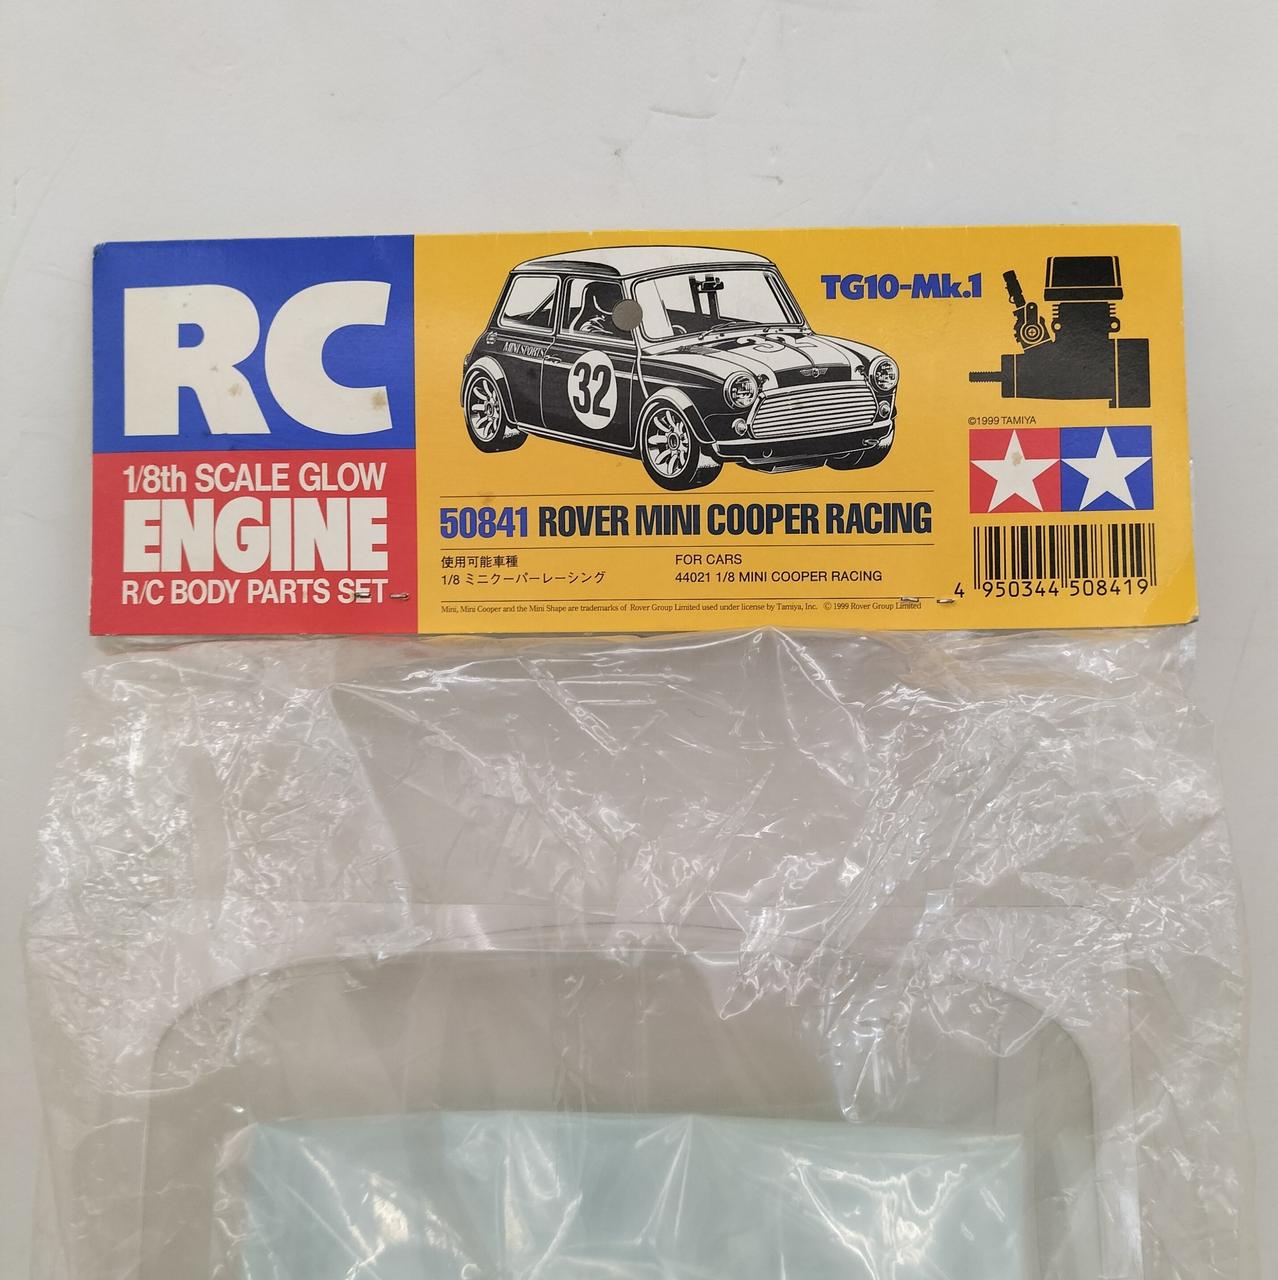 RC
1/8th SCALE GLOW
ENGINE
R/C BODY PARTS SET
MINI SPORTS
32
TG10-Mk.1
©1999 TAMIYA
50841 ROVER MINI COOPER RACING
使用可能車種
1/8 ミニクーパーレーシング
FOR CARS
44021 1/8 MINI COOPER RACING
Mini, Mini Cooper and the Mini Shape are trademarks of Rover Group Limited used under license by Tamiya, Inc. © 1999 Rover Group Limited
4 950344 508419